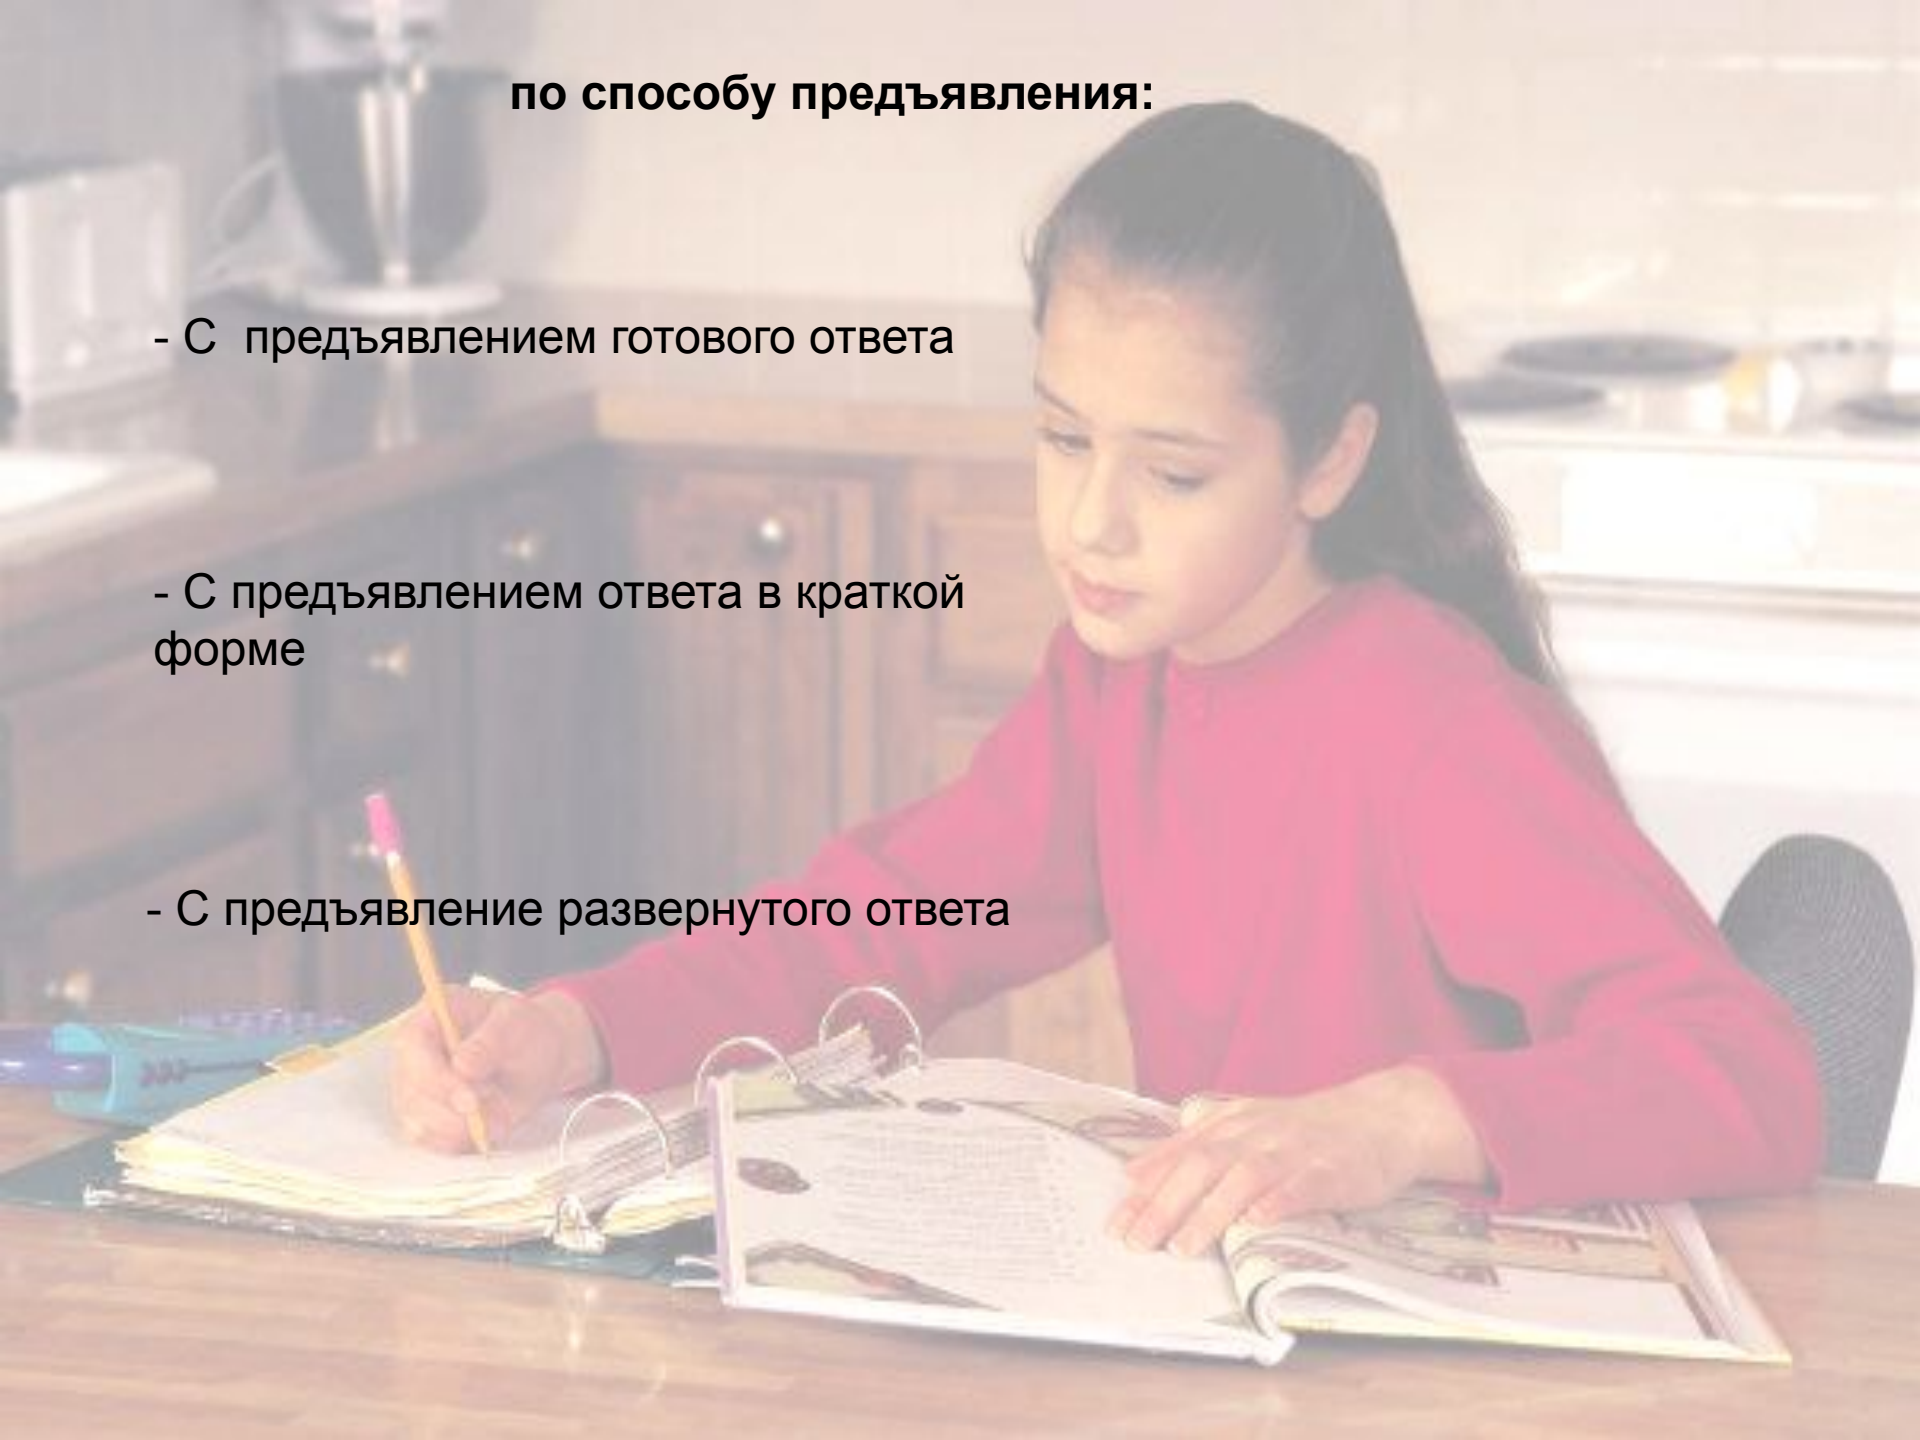 по способу предъявления:
- С  предъявлением готового ответа
- С предъявлением ответа в краткой
форме
- С предъявление развернутого ответа